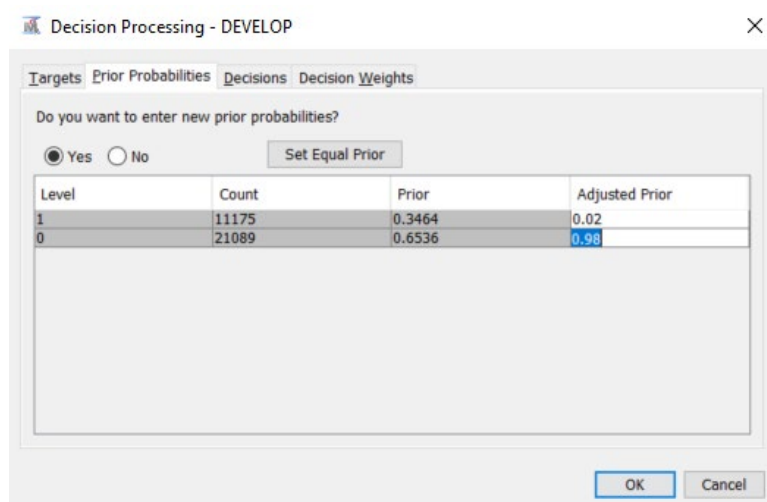 Decision Processing - DEVELOP
Targets Prior Probabilities Decisions Decision Weights
Do you want to enter new prior probabilities?
Yes No Set Equal Prior
Level Count Prior Adjusted Prior
1 11175 0.3464 0.02
0 21089 0.6536 0.98
OK Cancel